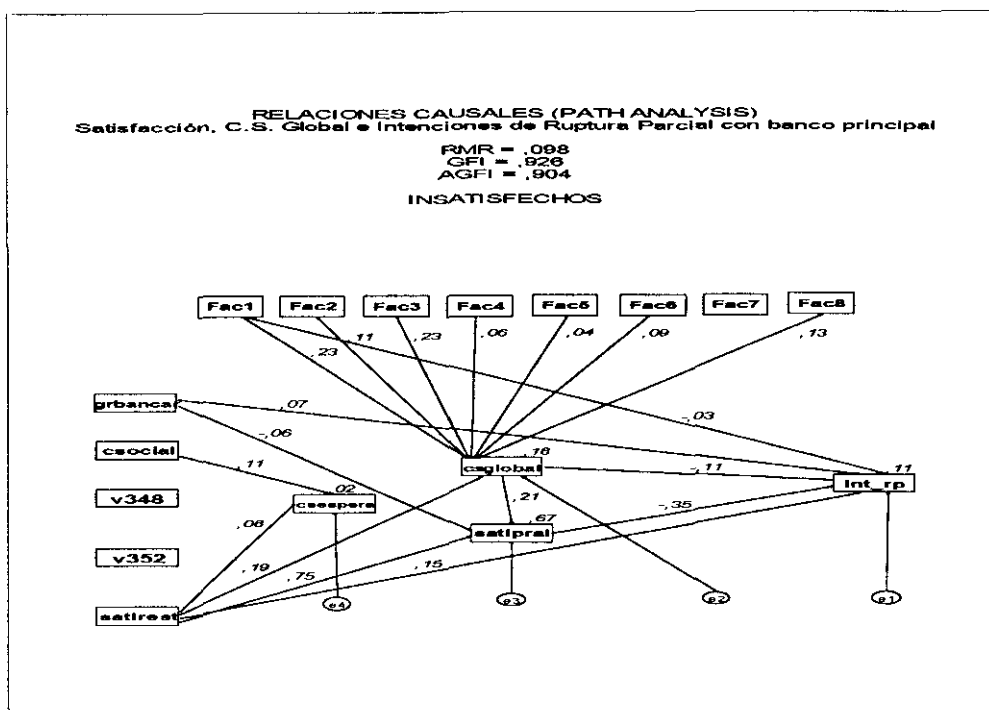 RELACIONES CAUSALES (PATH ANALYSIS)
Satisfacción, C.S. Global e Intenciones de Ruptura Parcial con banco principal
RMR = ,098
GFI = ,926
AGFI = ,904
INSATISFECHOS
Fac1 Fac2 Fac3 Fac4 Fac5 Fac6 Fac7 Fac8
,23 ,11 ,23 ,06 ,04 ,09 ,13
grbancar ,07 -,03
-,06
csocial ,11 csglobal ,18 -,11 Int_rp ,11
v348 csespera ,02 ,21 -,35
,08 satipral ,67
v352 ,19 ,75 ,15
satirest e4 e3 e2 e1